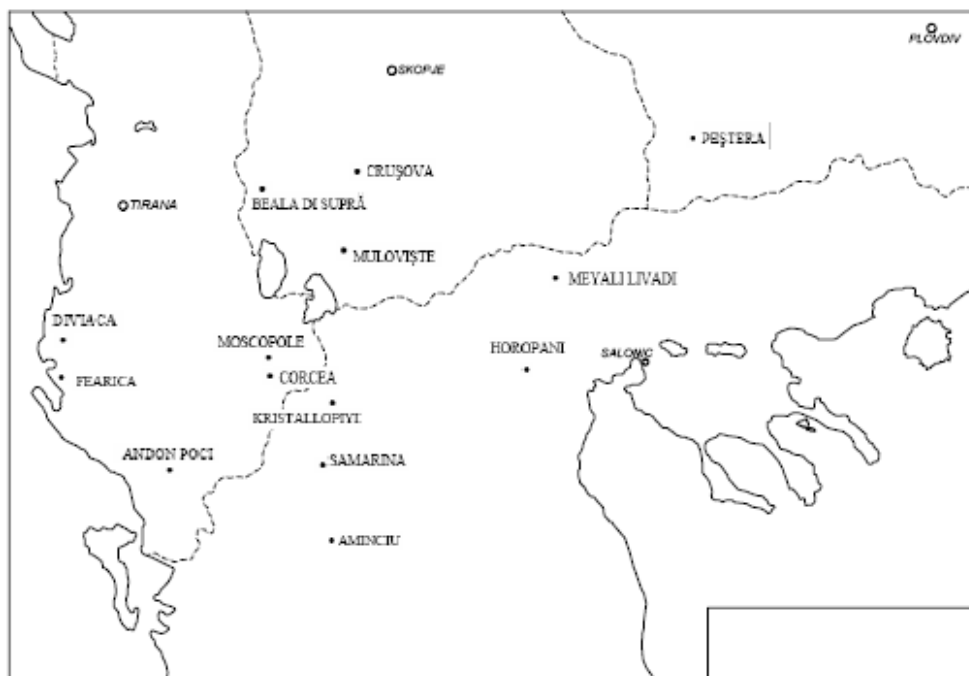 PLOVDIV
SKOPJE
PEŞTERA
CRUŞOVA
BEALA DI SUPRĂ
TIRANA
MULOVIŞTE
MEYALI LIVADI
DIVIACA
MOSCOPOLE
HOROPANI
SALONIC
FEARICA
CORCEA
KRISTALLOPIYI
ANDON POCI
SAMARINA
AMINCIU